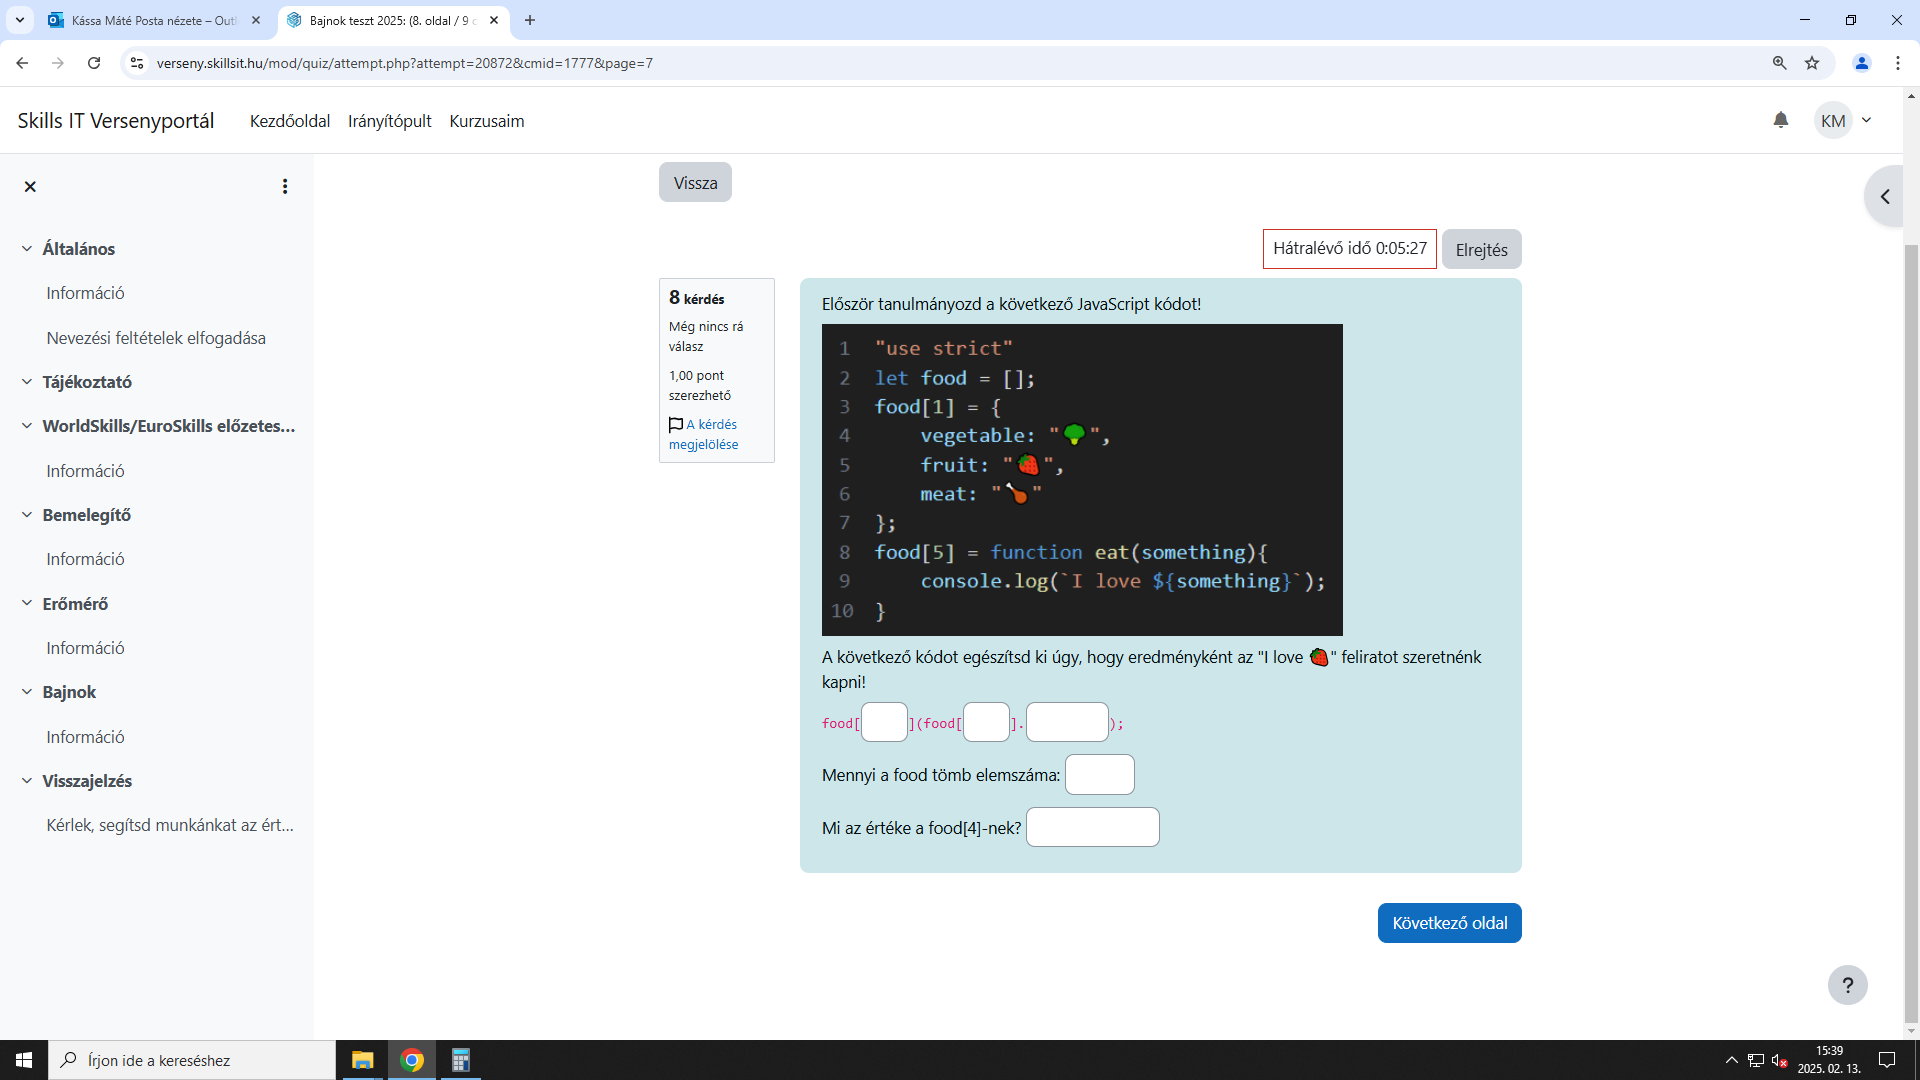 Kássa Máté Posta nézete – Outl
Bajnok teszt 2025: (8. oldal / 9 o
verseny.skillsit.hu/mod/quiz/attempt.php?attempt=20872&cmid=1777&page=7
Skills IT Versenyportál
Kezdőoldal
Irányítópult
Kurzusaim
KM
Általános
Információ
Nevezési feltételek elfogadása
Tájékoztató
WorldSkills/EuroSkills előzetes...
Információ
Bemelegítő
Információ
Erőmérő
Információ
Bajnok
Információ
Visszajelzés
Kérlek, segítsd munkánkat az ért...
Vissza
Hátralévő idő 0:05:27
Elrejtés
8 kérdés
Még nincs rá
válasz
1,00 pont
szerezhető
A kérdés
megjelölése
Először tanulmányozd a következő JavaScript kódot!
1 "use strict"
2 let food = [];
3 food[1] = {
4 vegetable: "🥦",
5 fruit: "🍓",
6 meat: "🍗"
7 };
8 food[5] = function eat(something){
9 console.log(`I love ${something}`);
10 }
A következő kódot egészítsd ki úgy, hogy eredményként az "I love 🍓" feliratot szeretnénk
kapni!
food[ ](food[ ]. );
Mennyi a food tömb elemszáma:
Mi az értéke a food[4]-nek?
Következő oldal
?
Írjon ide a kereséshez
15:39
2025. 02. 13.